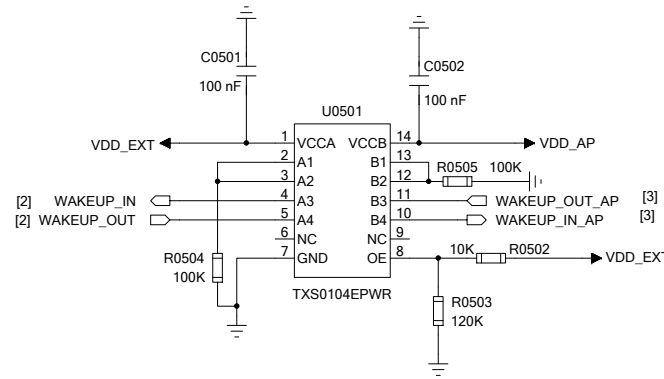 C0501
100 nF
C0502
100 nF
U0501
VDD_EXT
1 VCCA VCCB 14
VDD_AP
2 A1 B1 13
3 A2 B2 12
R0505 100K
[2] WAKEUP_IN
4 A3 B3 11
WAKEUP_OUT_AP [3]
[2] WAKEUP_OUT
5 A4 B4 10
WAKEUP_IN_AP [3]
6 NC NC 9
7 GND OE 8
10K R0502
VDD_EXT
R0504
100K
TXS0104EPWR
R0503
120K